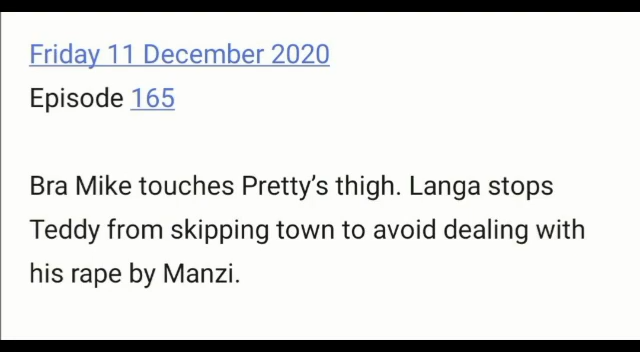 Friday 11 December 2020
Episode 165
Bra Mike touches Pretty's thigh. Langa stops
Teddy from skipping town to avoid dealing with
his rape by Manzi.